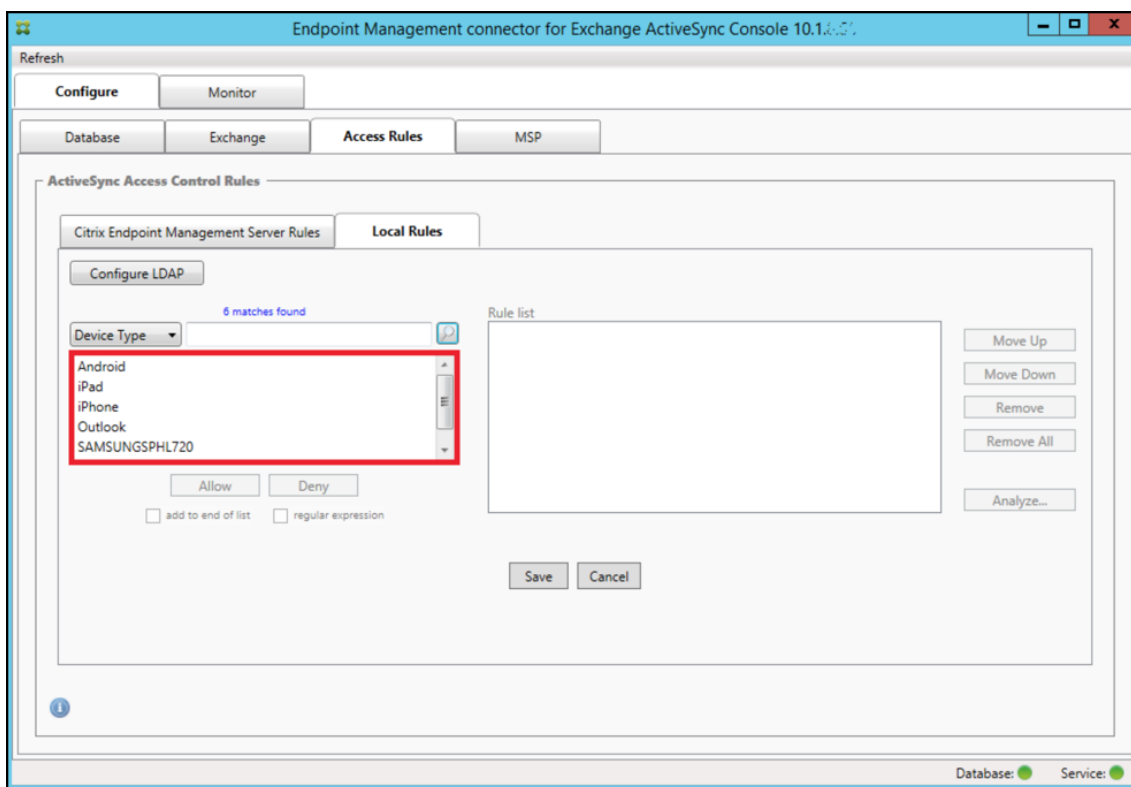 Endpoint Management connector for Exchange ActiveSync Console 10.1.
Refresh
Configure Monitor
Database Exchange Access Rules MSP
ActiveSync Access Control Rules
Citrix Endpoint Management Server Rules Local Rules
Configure LDAP
6 matches found
Rule list
Device Type
Android
iPad
iPhone
Outlook
SAMSUNGSPHL720
Move Up
Move Down
Remove
Remove All
Analyze...
Allow Deny
add to end of list regular expression
Save Cancel
Database: Service: